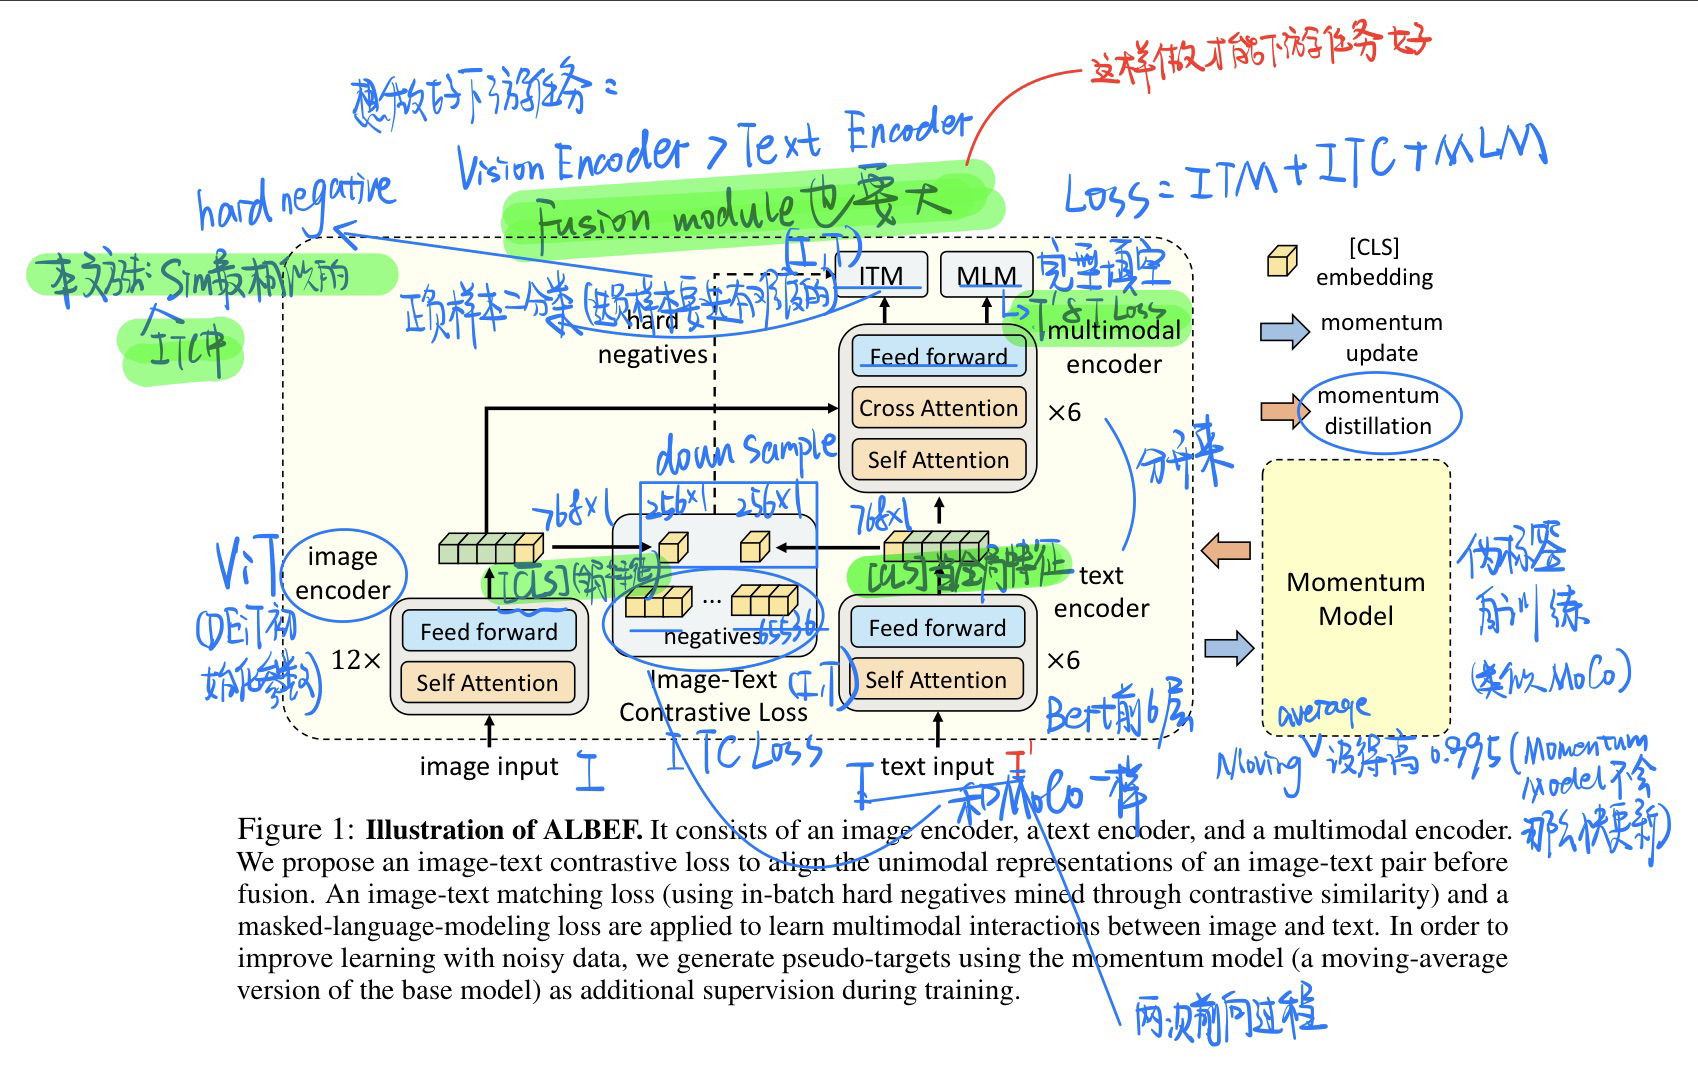 这样做才能下游任务好
想做好下游任务：
Vision Encoder > Text Encoder
Fusion module也要大
Loss = ITM + ITC + MLM
hard negative
本文方法: Sim最相似的
ITC中
(I,T)
ITM
MLM
完型填空
正负样本二分类(
↳ T' & T Loss
hard
negatives
multimodal
encoder
Feed forward
Cross Attention
Self Attention
×6
[CLS]
embedding
momentum
update
momentum
distillation
分开来
down sample
768×1
256×1
256×1
768×1
ViT
(DEiT初
始化参数)
image
encoder
[CLS]
[CLS]当全局特征
text
encoder
...
negatives
65536
Feed forward
Self Attention
12×
Feed forward
Self Attention
×6
Image-Text
Contrastive Loss
(I,T)
ITC Loss
Bert前6层
Momentum
Model
伪标签
自训练
(类似MoCo)
average
Moving 设得高 0.995 (Momentum
Model不会
那么快更新)
image input
I
text input
T'
T
和MoCo一样
两次前向过程
Figure 1: Illustration of ALBEF. It consists of an image encoder, a text encoder, and a multimodal encoder.
We propose an image-text contrastive loss to align the unimodal representations of an image-text pair before
fusion. An image-text matching loss (using in-batch hard negatives mined through contrastive similarity) and a
masked-language-modeling loss are applied to learn multimodal interactions between image and text. In order to
improve learning with noisy data, we generate pseudo-targets using the momentum model (a moving-average
version of the base model) as additional supervision during training.